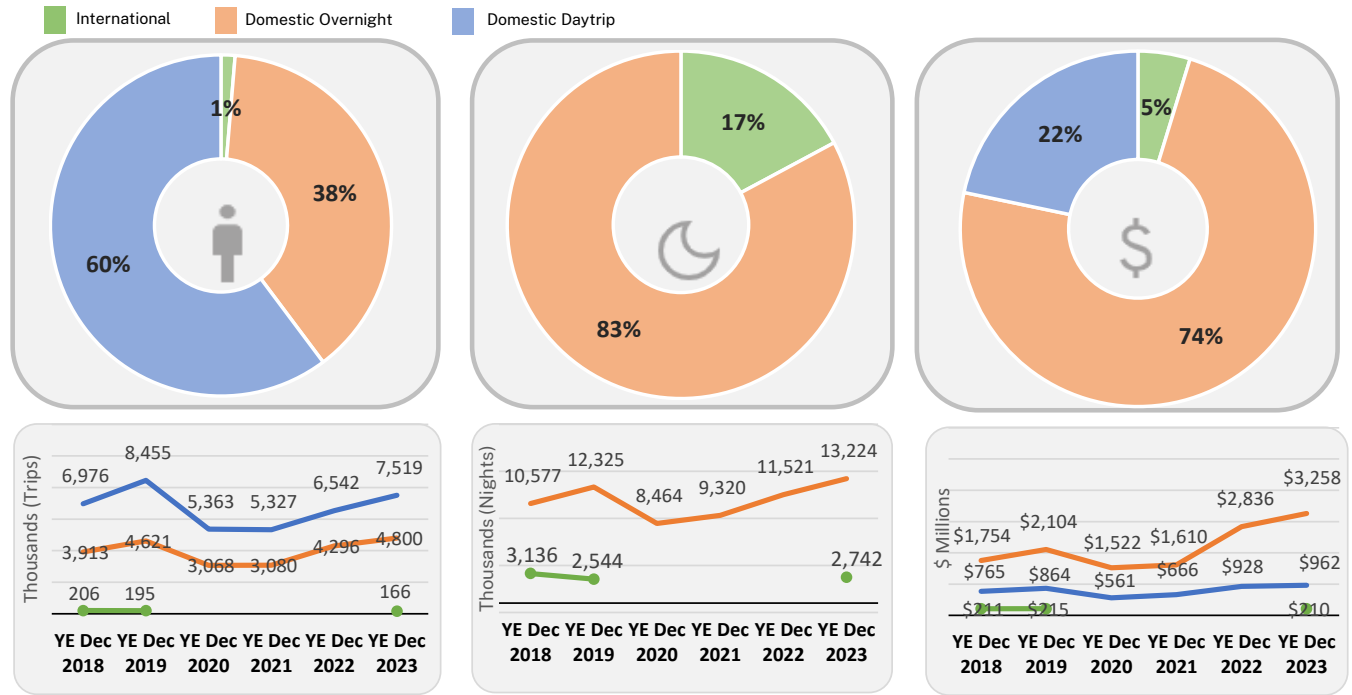 International Domestic Overnight Domestic Daytrip
1%
38%
60%
17%
83%
5%
22%
74%
$
Thousands (Trips)
6,976 8,455 5,363 5,327 6,542 7,519
3,913 4,621 3,068 3,080 4,296 4,800
206 195 166
YE Dec YE Dec YE Dec YE Dec YE Dec YE Dec
2018 2019 2020 2021 2022 2023
Thousands (Nights)
10,577 12,325 8,464 9,320 11,521 13,224
3,136 2,544 2,742
YE Dec YE Dec YE Dec YE Dec YE Dec YE Dec
2018 2019 2020 2021 2022 2023
$ Millions
$1,754 $2,104 $1,522 $1,610 $2,836 $3,258
$765 $864 $561 $666 $928 $962
$211 $215 $210
YE Dec YE Dec YE Dec YE Dec YE Dec YE Dec
2018 2019 2020 2021 2022 2023